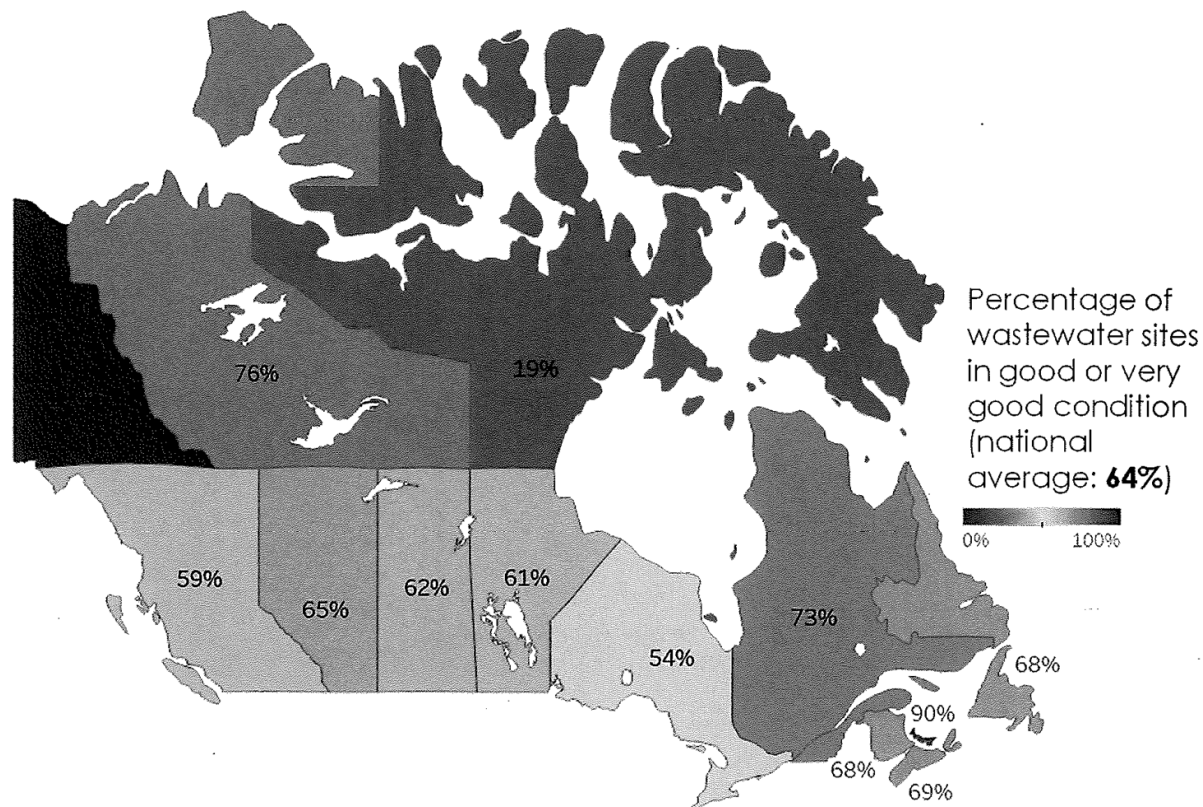 76%
19%
Percentage of
wastewater sites
in good or very
good condition
(national
average: 64%)
0% 100%
59%
65%
62%
61%
54%
73%
68%
90%
68%
69%